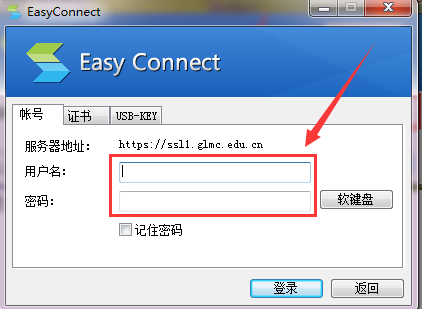 EasyConnect
Easy Connect
帐号 证书 USB-KEY
服务器地址： https://ssl1.glmc.edu.cn
用户名：
密码： 软键盘
记住密码
登录 返回